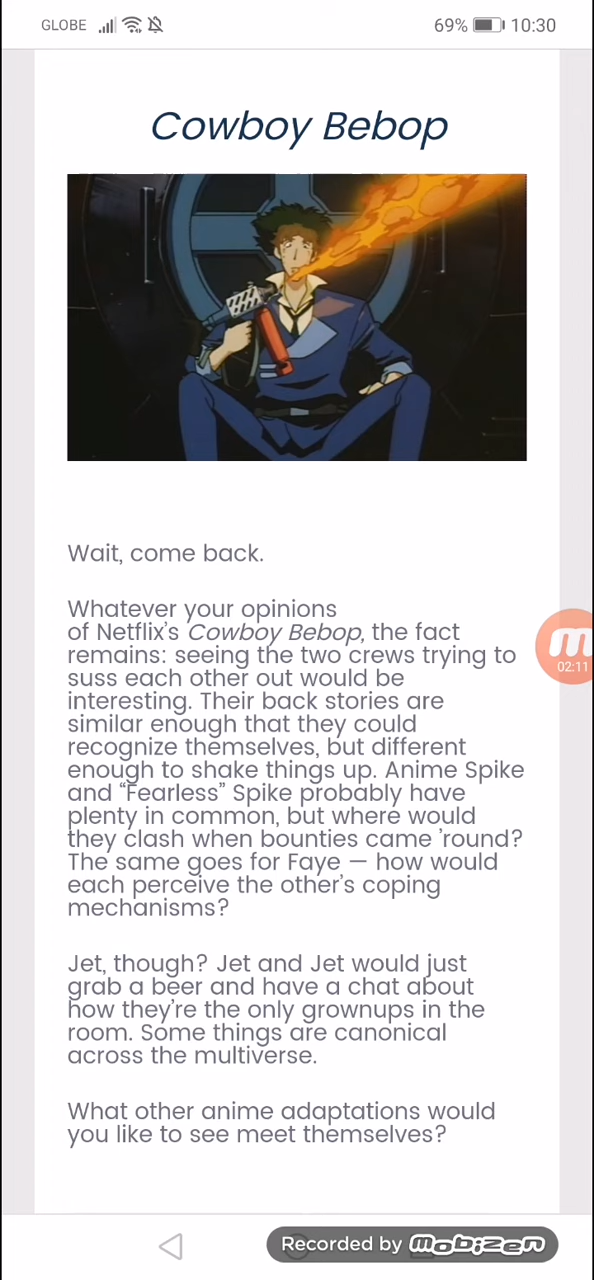 GLOBE 69% 10:30
Cowboy Bebop
Wait, come back.
Whatever your opinions
of Netflix's Cowboy Bebop, the fact
remains: seeing the two crews trying to
suss each other out would be
interesting. Their back stories are
similar enough that they could
recognize themselves, but different
enough to shake things up. Anime Spike
and “Fearless” Spike probably have
plenty in common, but where would
they clash when bounties came ’round?
The same goes for Faye — how would
each perceive the other’s coping
mechanisms?
Jet, though? Jet and Jet would just
grab a beer and have a chat about
how they’re the only grownups in the
room. Some things are canonical
across the multiverse.
What other anime adaptations would
you like to see meet themselves?
m
02:11
Recorded by mobizen